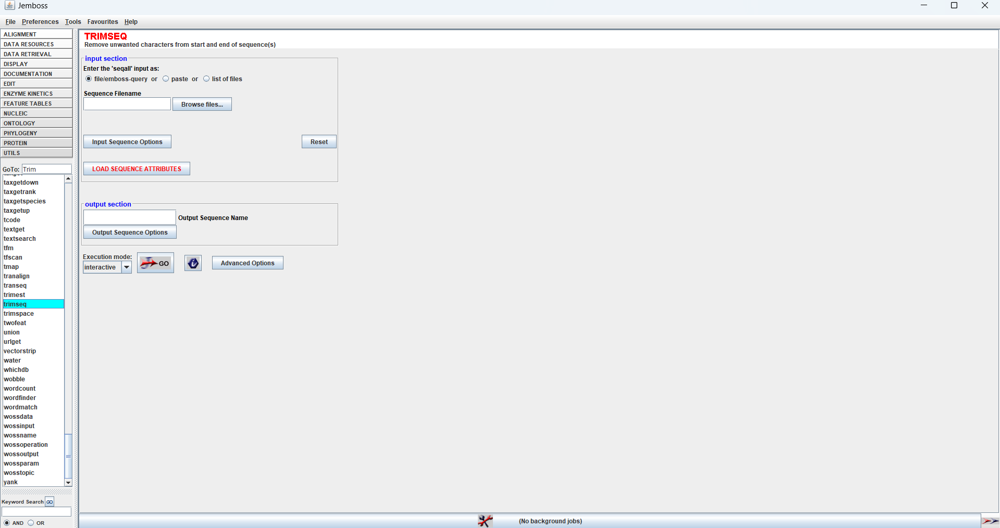 Jemboss
File Preferences Tools Favourites Help
ALIGNMENT
DATA RESOURCES
DATA RETRIEVAL
DISPLAY
DOCUMENTATION
EDIT
ENZYME KINETICS
FEATURE TABLES
NUCLEIC
ONTOLOGY
PHYLOGENY
PROTEIN
UTILS
GoTo: Trim
taxgetdown
taxgetrank
taxgetspecies
taxgetup
tcode
textget
textsearch
tfm
tfscan
tmap
tranalign
transeq
trimest
trimseq
trimspace
twofeat
union
urlget
vectorstrip
water
whichdb
wobble
wordcount
wordfinder
wordmatch
wossdata
wossinput
wossname
wossoperation
wossoutput
wossparam
wosstopic
yank
Keyword Search GO
AND OR
TRIMSEQ
Remove unwanted characters from start and end of sequence(s)
input section
Enter the 'seqall' input as:
file/emboss-query or paste or list of files
Sequence Filename
Browse files...
Input Sequence Options Reset
LOAD SEQUENCE ATTRIBUTES
output section
Output Sequence Name
Output Sequence Options
Execution mode:
interactive GO i Advanced Options
(No background jobs)